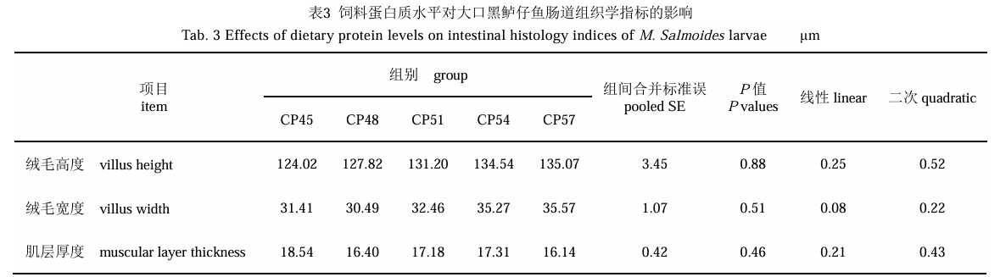 表3 饲料蛋白质水平对大口黑鲈仔鱼肠道组织学指标的影响
Tab. 3 Effects of dietary protein levels on intestinal histology indices of M. Salmoides larvae μm
项目 item 组别 group 组间合并标准误 pooled SE P 值 P values 线性 linear 二次 quadratic
CP45 CP48 CP51 CP54 CP57
绒毛高度 villus height 124.02 127.82 131.20 134.54 135.07 3.45 0.88 0.25 0.52
绒毛宽度 villus width 31.41 30.49 32.46 35.27 35.57 1.07 0.51 0.08 0.22
肌层厚度 muscular layer thickness 18.54 16.40 17.18 17.31 16.14 0.42 0.46 0.21 0.43